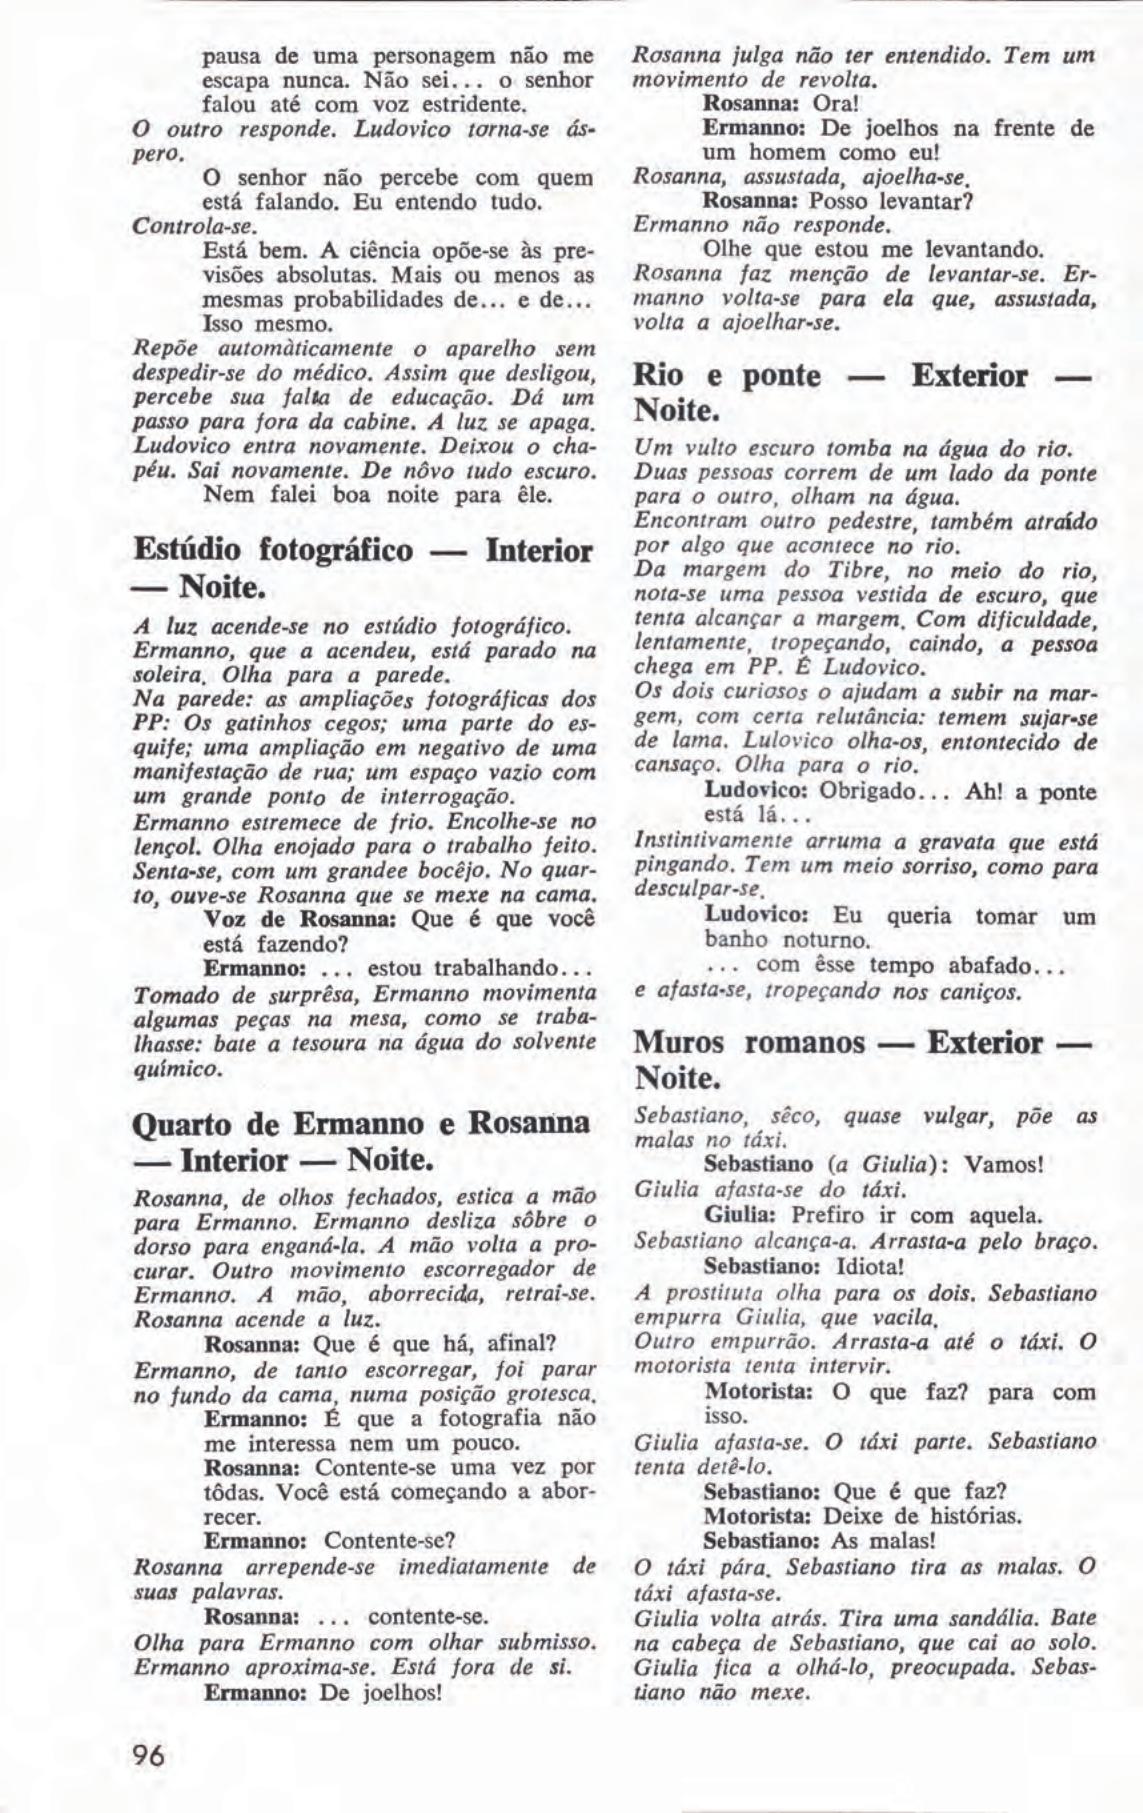 pausa de uma personagem não me
escapa nunca. Não sei... o senhor
falou até com voz estridente.
O outro responde. Ludovico torna-se ás-
pero.
O senhor não percebe com quem
está falando. Eu entendo tudo.
Controla-se.
Está bem. A ciência opõe-se às pre-
visões absolutas. Mais ou menos as
mesmas probabilidades de... e de...
Isso mesmo.
Repõe automàticamente o aparelho sem
despedir-se do médico. Assim que desligou,
percebe sua falta de educação. Dá um
passo para fora da cabine. A luz se apaga.
Ludovico entra novamente. Deixou o cha-
péu. Sai novamente. De nôvo tudo escuro.
Nem falei boa noite para êle.
Estúdio fotográfico — Interior
— Noite.
A luz acende-se no estúdio fotográfico.
Ermanno, que a acendeu, está parado na
soleira. Olha para a parede.
Na parede: as ampliações fotográficas dos
PP: Os gatinhos cegos; uma parte do es-
quife; uma ampliação em negativo de uma
manifestação de rua; um espaço vazio com
um grande ponto de interrogação.
Ermanno estremece de frio. Encolhe-se no
lençol. Olha enojado para o trabalho feito.
Senta-se, com um grandee bocêjo. No quar-
to, ouve-se Rosanna que se mexe na cama.
Voz de Rosanna: Que é que você
está fazendo?
Ermanno: ... estou trabalhando...
Tomado de surprêsa, Ermanno movimenta
algumas peças na mesa, como se traba-
lhasse: bate a tesoura na água do solvente
químico.
Quarto de Ermanno e Rosanna
— Interior — Noite.
Rosanna, de olhos fechados, estica a mão
para Ermanno. Ermanno desliza sôbre o
dorso para enganá-la. A mão volta a pro-
curar. Outro movimento escorregador de
Ermanno. A mão, aborrecida, retrai-se.
Rosanna acende a luz.
Rosanna: Que é que há, afinal?
Ermanno, de tanto escorregar, foi parar
no fundo da cama, numa posição grotesca.
Ermanno: É que a fotografia não
me interessa nem um pouco.
Rosanna: Contente-se uma vez por
tôdas. Você está começando a abor-
recer.
Ermanno: Contente-se?
Rosanna arrepende-se imediatamente de
suas palavras.
Rosanna: ... contente-se.
Olha para Ermanno com olhar submisso.
Ermanno aproxima-se. Está fora de si.
Ermanno: De joelhos!
Rosanna julga não ter entendido. Tem um
movimento de revolta.
Rosanna: Ora!
Ermanno: De joelhos na frente de
um homem como eu!
Rosanna, assustada, ajoelha-se.
Rosanna: Posso levantar?
Ermanno não responde.
Olhe que estou me levantando.
Rosanna faz menção de levantar-se. Er-
manno volta-se para ela que, assustada,
volta a ajoelhar-se.
Rio e ponte — Exterior —
Noite.
Um vulto escuro tomba na água do rio.
Duas pessoas correm de um lado da ponte
para o outro, olham na água.
Encontram outro pedestre, também atraído
por algo que acontece no rio.
Da margem do Tibre, no meio do rio,
nota-se uma pessoa vestida de escuro, que
tenta alcançar a margem. Com dificuldade,
lentamente, tropeçando, caindo, a pessoa
chega em PP. É Ludovico.
Os dois curiosos o ajudam a subir na mar-
gem, com certa relutância: temem sujar-se
de lama. Lulovico olha-os, entontecido de
cansaço. Olha para o rio.
Ludovico: Obrigado... Ah! a ponte
está lá...
Instintivamente arruma a gravata que está
pingando. Tem um meio sorriso, como para
desculpar-se.
Ludovico: Eu queria tomar um
banho noturno.
... com êsse tempo abafado...
e afasta-se, tropeçando nos caniços.
Muros romanos — Exterior —
Noite.
Sebastiano, sêco, quase vulgar, põe as
malas no táxi.
Sebastiano (a Giulia): Vamos!
Giulia afasta-se do táxi.
Giulia: Prefiro ir com aquela.
Sebastiano alcança-a. Arrasta-a pelo braço.
Sebastiano: Idiota!
A prostituta olha para os dois. Sebastiano
empurra Giulia, que vacila.
Outro empurrão. Arrasta-a até o táxi. O
motorista tenta intervir.
Motorista: O que faz? para com
isso.
Giulia afasta-se. O táxi parte. Sebastiano
tenta detê-lo.
Sebastiano: Que é que faz?
Motorista: Deixe de histórias.
Sebastiano: As malas!
O táxi pára. Sebastiano tira as malas. O
táxi afasta-se.
Giulia volta atrás. Tira uma sandália. Bate
na cabeça de Sebastiano, que cai ao solo.
Giulia fica a olhá-lo, preocupada. Sebas-
tiano não mexe.
96